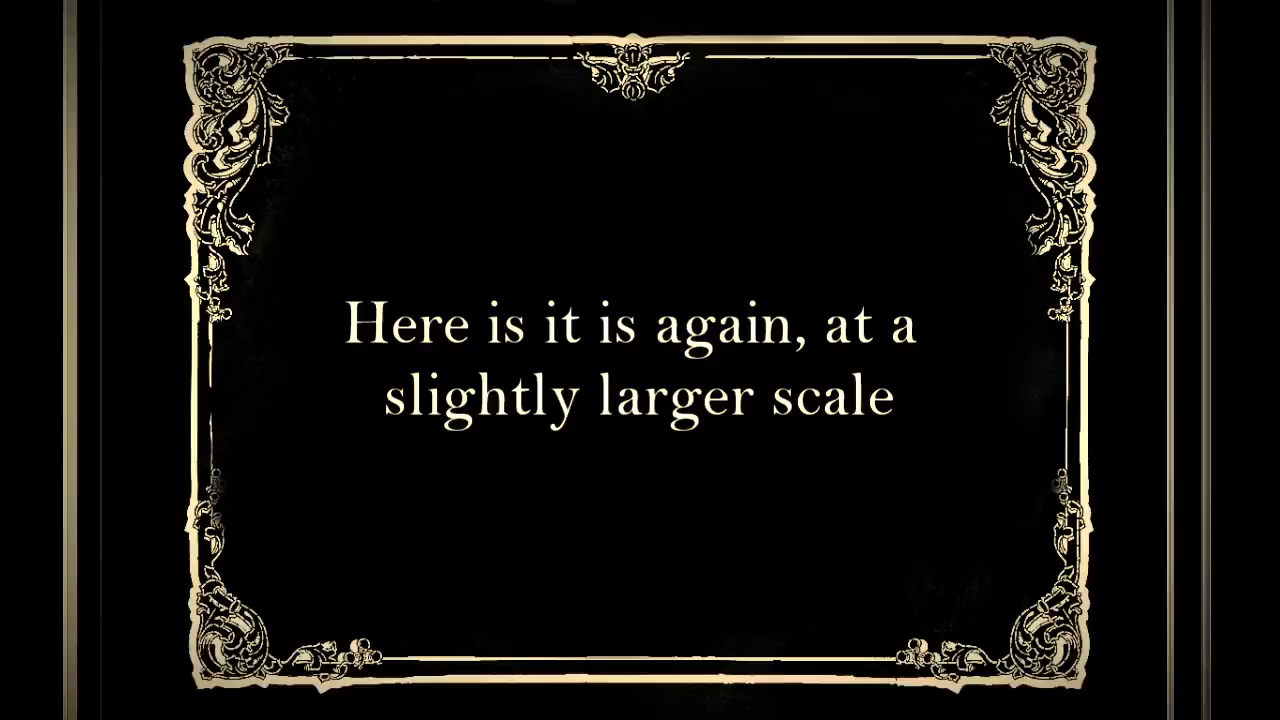 Here is it is again, at a
slightly larger scale